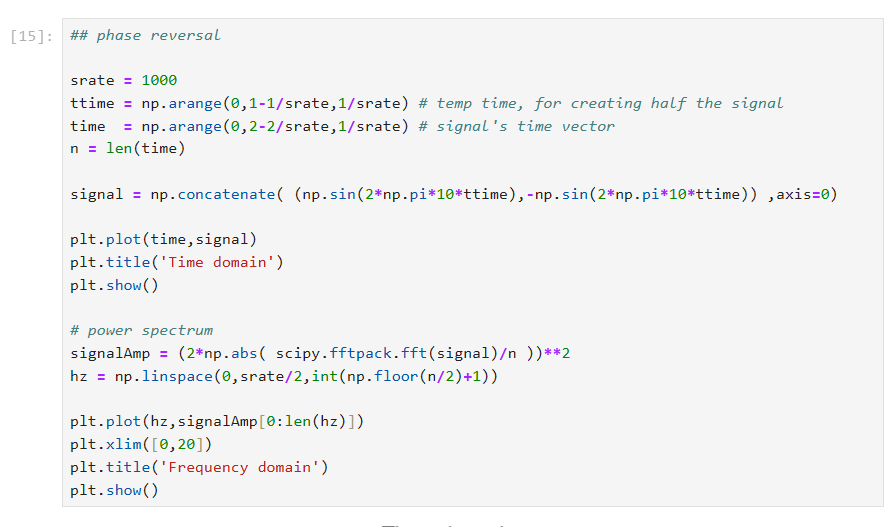 [15]: ## phase reversal
srate = 1000
ttime = np.arange(0,1-1/srate,1/srate) # temp time, for creating half the signal
time  = np.arange(0,2-2/srate,1/srate) # signal's time vector
n = len(time)
signal = np.concatenate( (np.sin(2*np.pi*10*ttime),-np.sin(2*np.pi*10*ttime)) ,axis=0)
plt.plot(time,signal)
plt.title('Time domain')
plt.show()
# power spectrum
signalAmp = (2*np.abs( scipy.fftpack.fft(signal)/n ))**2
hz = np.linspace(0,srate/2,int(np.floor(n/2)+1))
plt.plot(hz,signalAmp[0:len(hz)])
plt.xlim([0,20])
plt.title('Frequency domain')
plt.show()